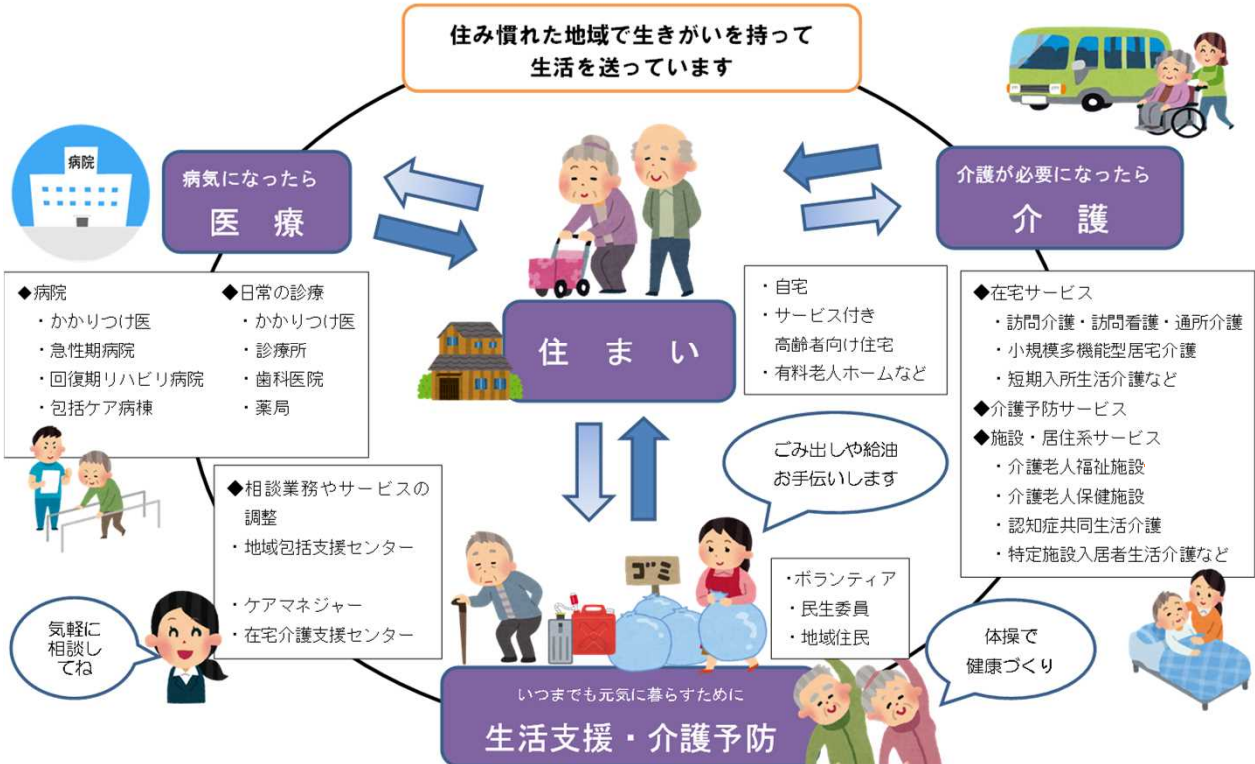 住み慣れた地域で生きがいを持って
生活を送っています
病院
病気になったら
医 療
介護が必要になったら
介 護
◆病院
・かかりつけ医
・急性期病院
・回復期リハビリ病院
・包括ケア病棟
◆日常の診療
・かかりつけ医
・診療所
・歯科医院
・薬局
住 ま い
・自宅
・サービス付き
高齢者向け住宅
・有料老人ホームなど
◆在宅サービス
・訪問介護・訪問看護・通所介護
・小規模多機能型居宅介護
・短期入所生活介護など
◆介護予防サービス
◆施設・居住系サービス
・介護老人福祉施設
・介護老人保健施設
・認知症共同生活介護
・特定施設入居者生活介護など
ごみ出しや給油
お手伝いします
◆相談業務やサービスの
調整
・地域包括支援センター
・ケアマネジャー
・在宅介護支援センター
気軽に
相談し
てね
ゴミ
・ボランティア
・民生委員
・地域住民
体操で
健康づくり
いつまでも元気に暮らすために
生活支援・介護予防